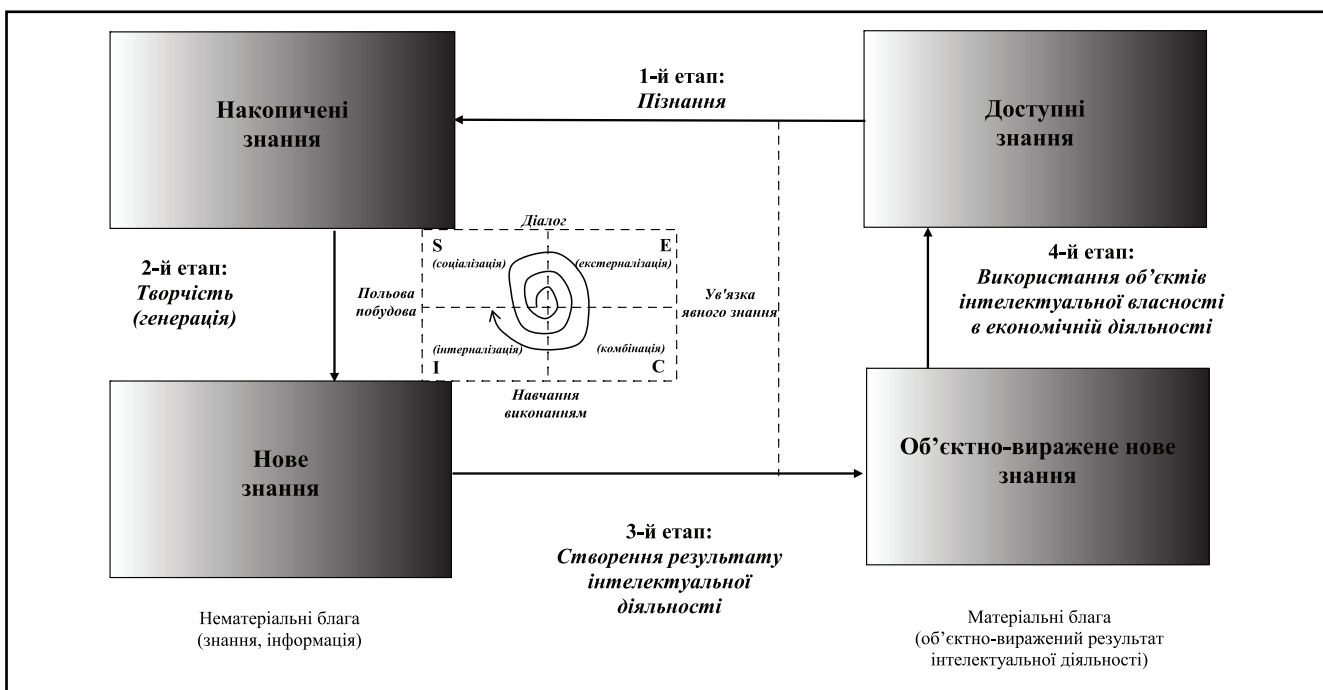 Накопичені
знання
1-й етап:
Пізнання
Доступні
знання
2-й етап:
Творчість
(генерація)
Діалог
S
E
(соціалізація)
(екстерналізація)
Польова
побудова
Ув'язка
явного знання
(інтерналізація)
(комбінація)
I
C
Навчання
виконанням
4-й етап:
Використання об’єктів
інтелектуальної власності
в економічній діяльності
Нове
знання
Об’єктно-виражене нове
знання
3-й етап:
Створення результату
інтелектуальної
діяльності
Нематеріальні блага
(знання, інформація)
Матеріальні блага
(об’єктно-виражений результат
інтелектуальної діяльності)